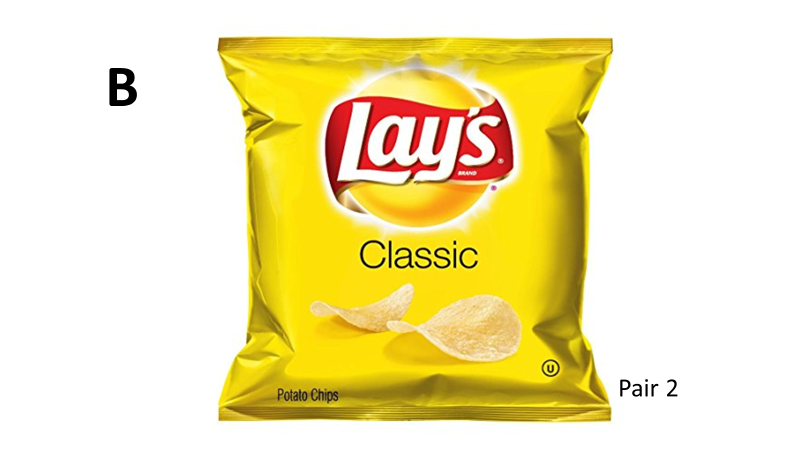 B
Lay's
BRAND
Classic
U
Potato Chips
Pair 2